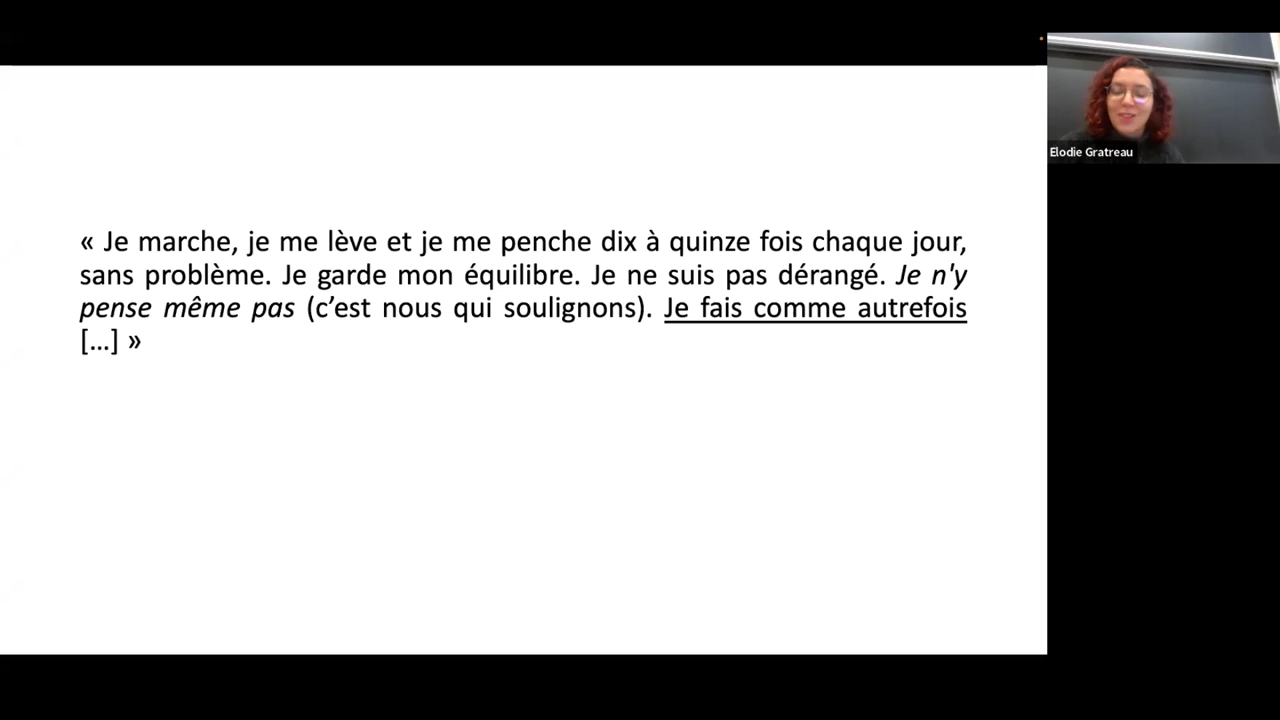 « Je marche, je me lève et je me penche dix à quinze fois chaque jour,
sans problème. Je garde mon équilibre. Je ne suis pas dérangé. Je n'y
pense même pas (c’est nous qui soulignons). Je fais comme autrefois
[…] »
Elodie Gratreau